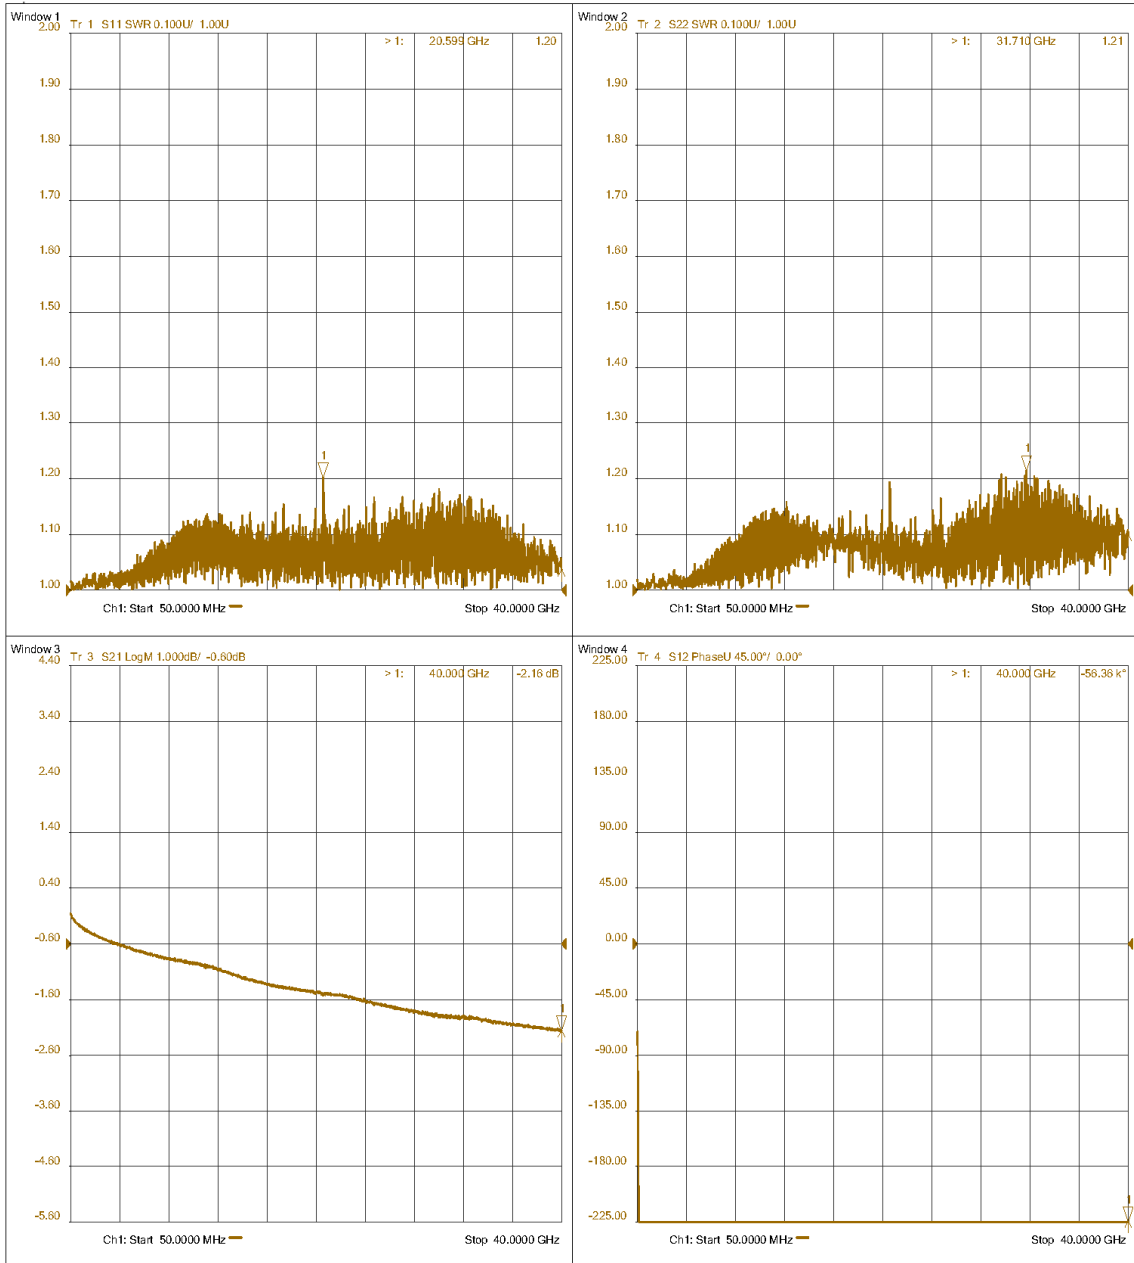 Window 1
Tr 1 S11 SWR 0.100U/ 1.00U
2.00
> 1: 20.599 GHz 1.20
1.90
1.80
1.70
1.60
1.50
1.40
1.30
1
1.20
1.10
1.00
Ch1: Start 50.0000 MHz
Stop 40.0000 GHz
Window 2
Tr 2 S22 SWR 0.100U/ 1.00U
2.00
> 1: 31.710 GHz 1.21
1.90
1.80
1.70
1.60
1.50
1.40
1.30
1
1.20
1.10
1.00
Ch1: Start 50.0000 MHz
Stop 40.0000 GHz
Window 3
Tr 3 S21 LogM 1.000dB/ -0.60dB
4.40
> 1: 40.000 GHz -2.16 dB
3.40
2.40
1.40
0.40
-0.60
-1.60
1
-2.60
-3.60
-4.60
-5.60
Ch1: Start 50.0000 MHz
Stop 40.0000 GHz
Window 4
Tr 4 S12 PhaseU 45.00°/ 0.00°
225.00
> 1: 40.000 GHz -56.36 k°
180.00
135.00
90.00
45.00
0.00
-45.00
-90.00
-135.00
-180.00
1
-225.00
Ch1: Start 50.0000 MHz
Stop 40.0000 GHz